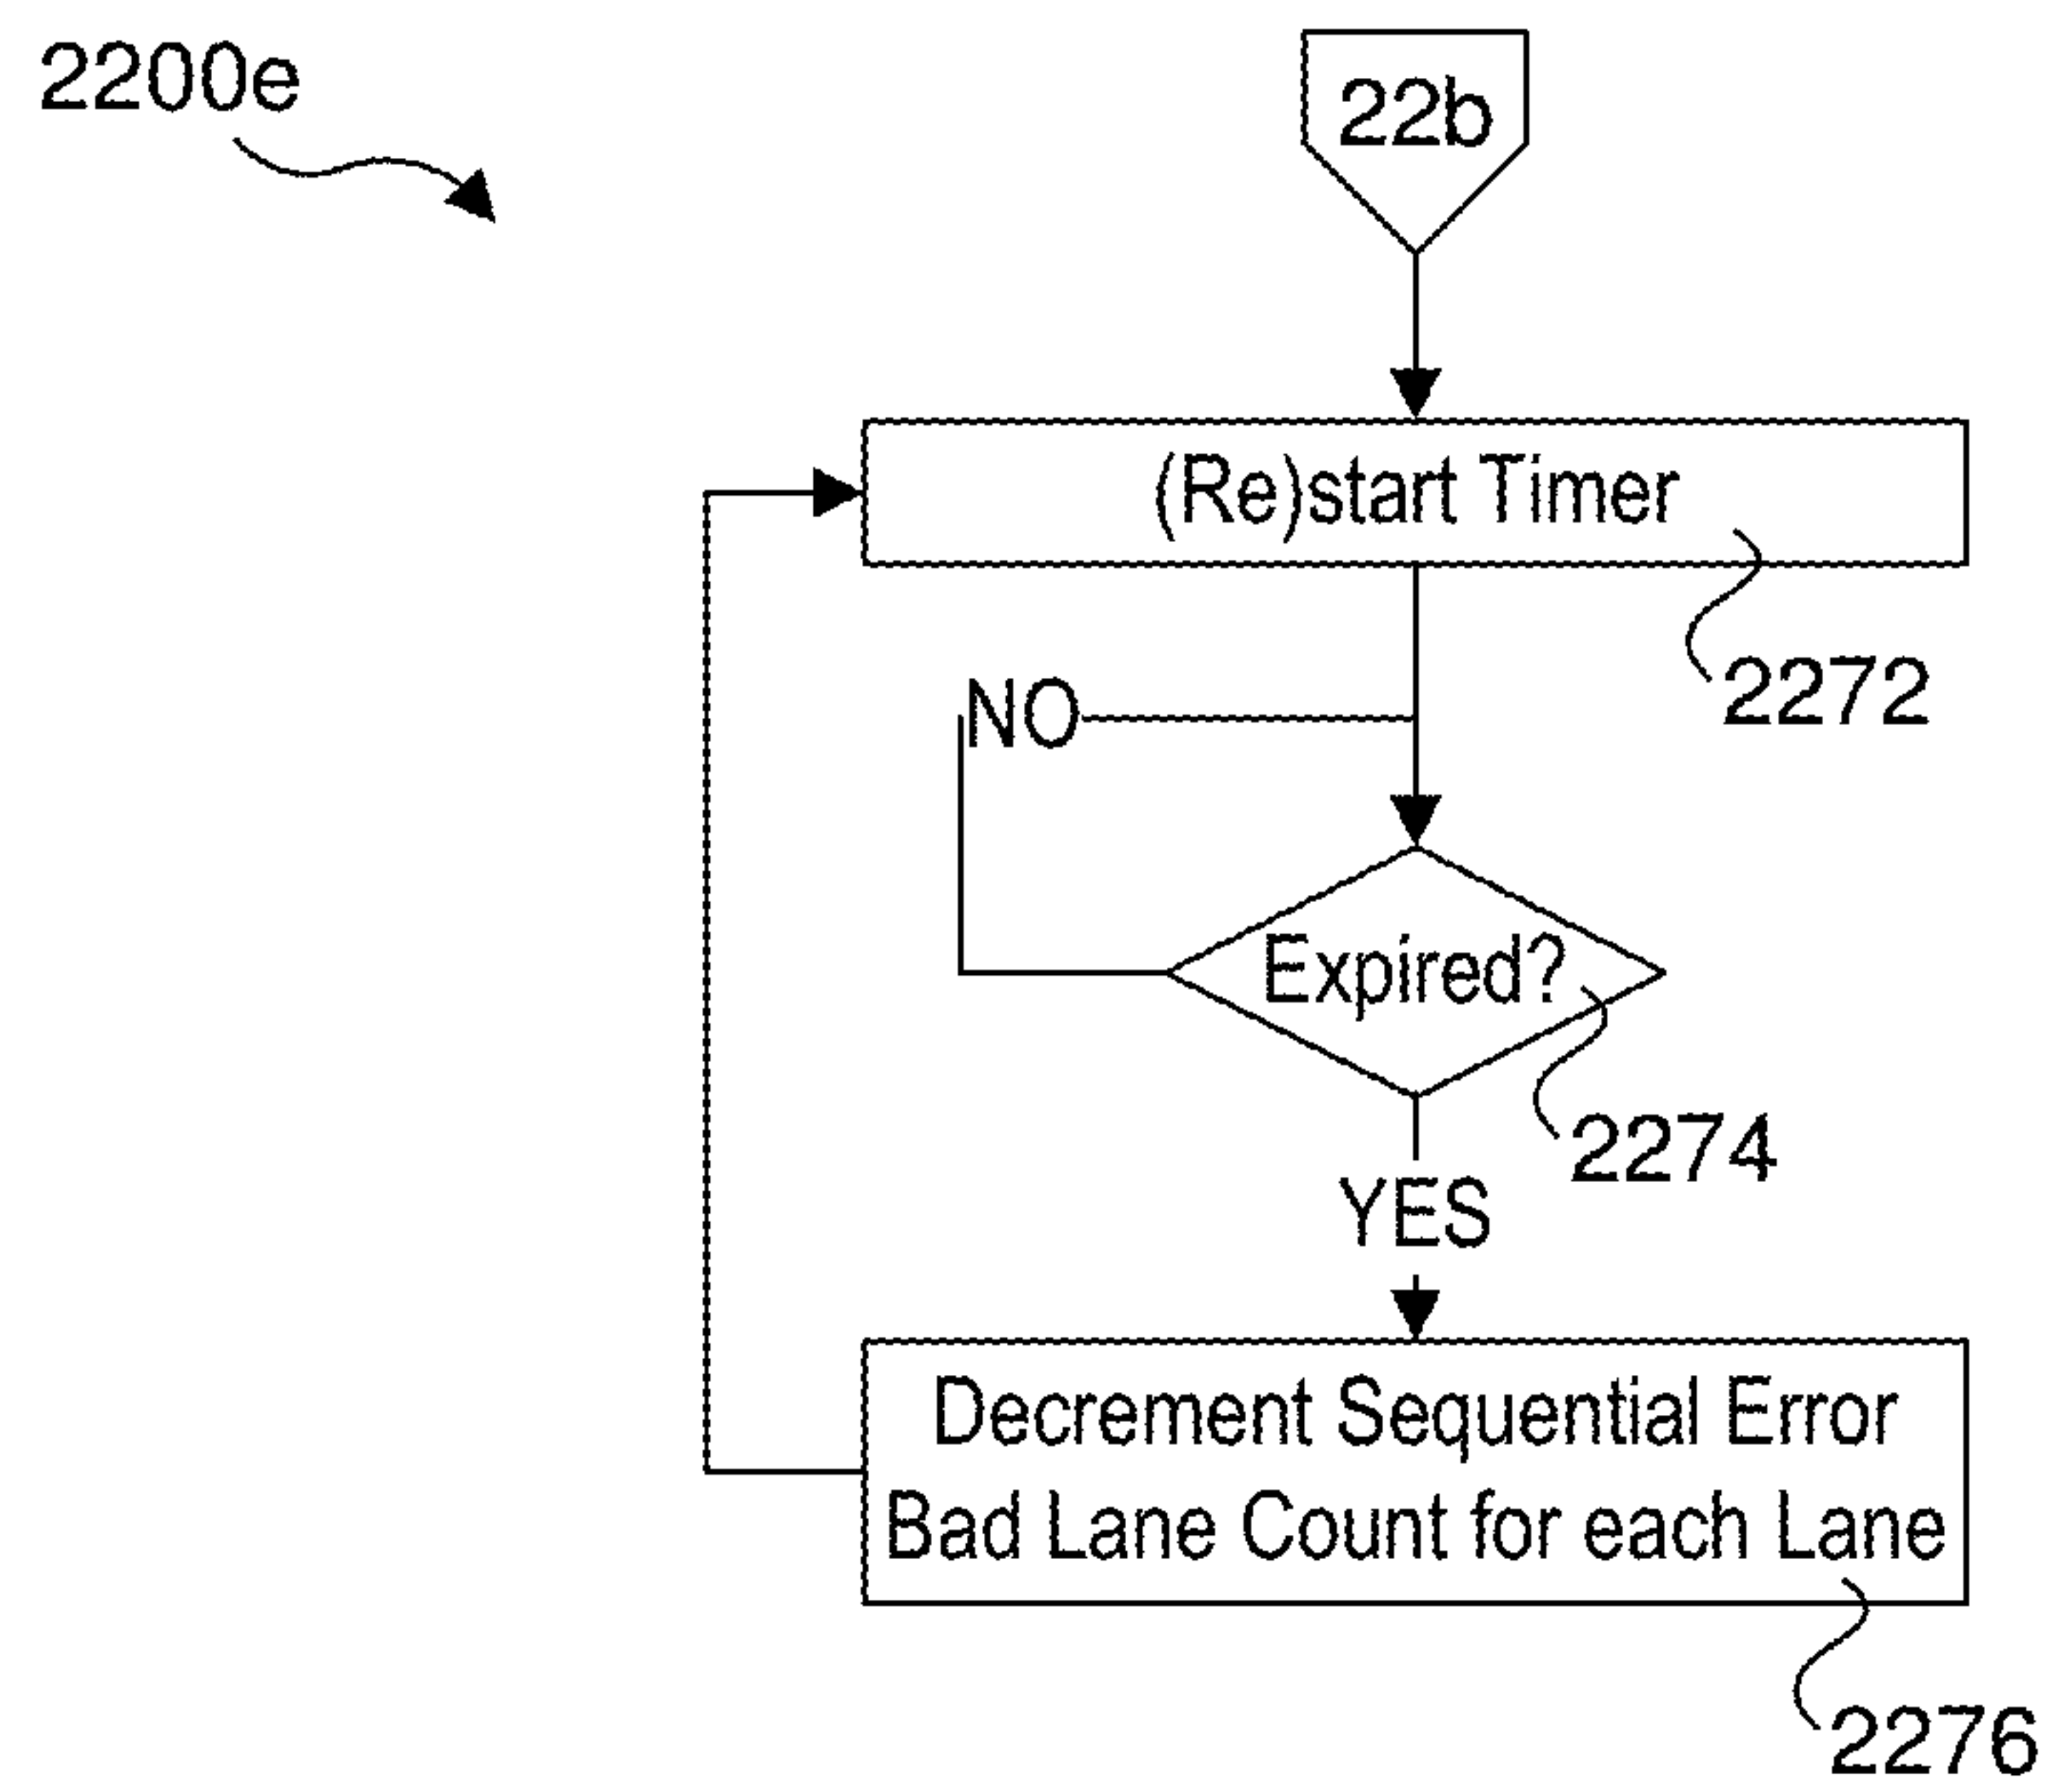 2200e
22b
(Re)start Timer
2272
NO
Expired?
2274
YES
Decrement Sequential Error
Bad Lane Count for each Lane
2276